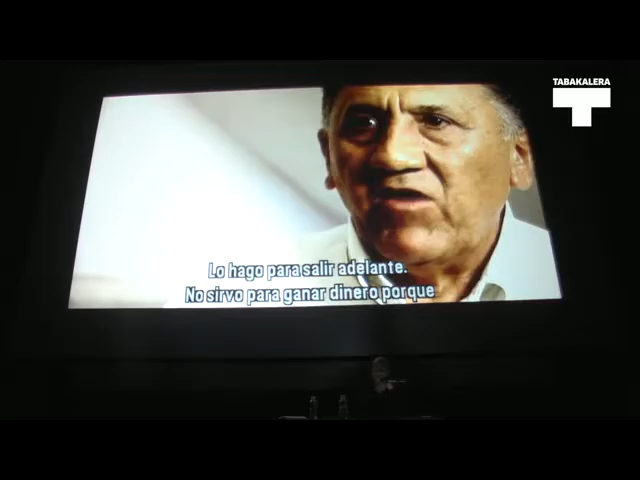 TABAKALERA
T
Lo hago para salir adelante.
No sirvo para ganar dinero porque